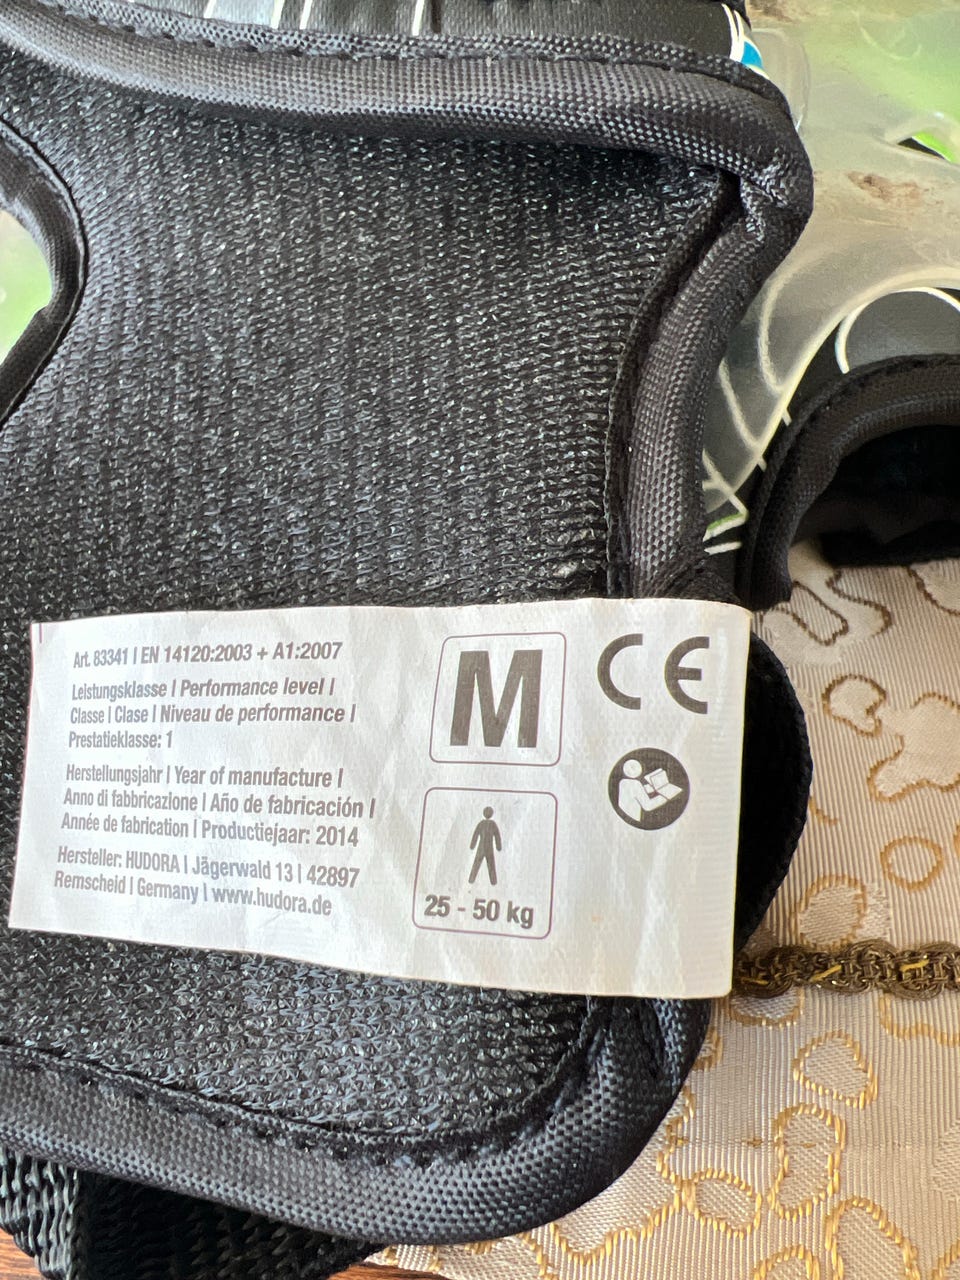 Art. 83341 | EN 14120:2003 + A1:2007
Leistungsklasse | Performance level |
Classe | Clase | Niveau de performance |
Prestatieklasse: 1
Herstellungsjahr | Year of manufacture |
Anno di fabbricazione | Año de fabricación |
Année de fabrication | Productiejaar: 2014
Hersteller: HUDORA | Jägerwald 13 | 42897
Remscheid | Germany | www.hudora.de
M
25 - 50 kg
CE